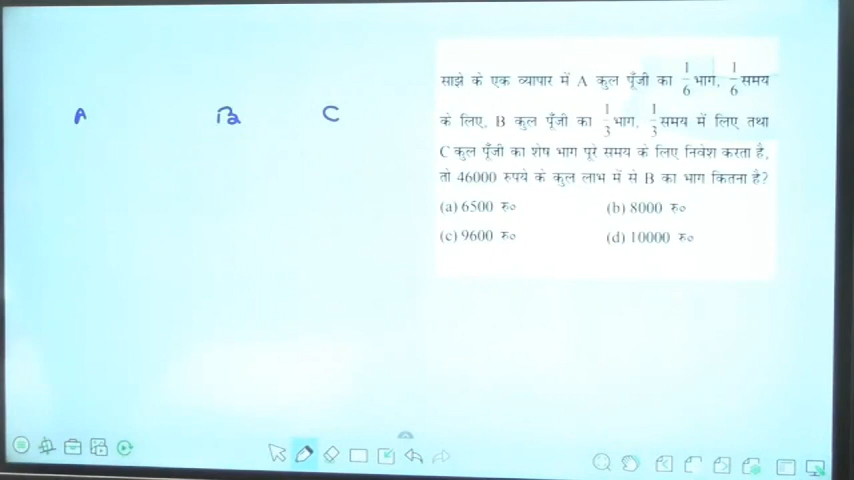 A B C
साझे के एक व्यापार में A कुल पूँजी का 1/6 भाग, 1/6 समय
के लिए, B कुल पूँजी का 1/3 भाग, 1/3 समय में लिए तथा
C कुल पूँजी का शेष भाग पूरे समय के लिए निवेश करता है,
तो 46000 रुपये के कुल लाभ में से B का भाग कितना है?
(a) 6500 रु० (b) 8000 रु०
(c) 9600 रु० (d) 10000 रु०